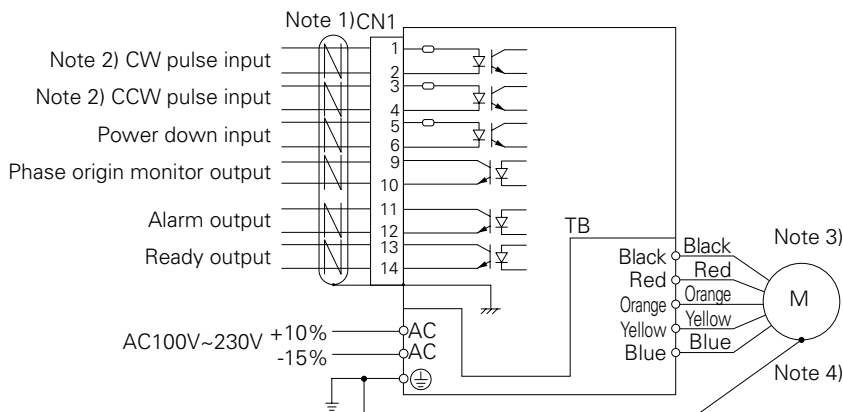 Note 1) CN1
Note 2) CW pulse input
1
2
Note 2) CCW pulse input
3
4
Power down input
5
6
Phase origin monitor output
9
10
Alarm output
11
12
Ready output
13
14
TB
Black Black
Red Red
Orange Orange
Yellow Yellow
Blue Blue
Note 3)
M
Note 4)
AC100V~230V +10%
-15%
AC
AC